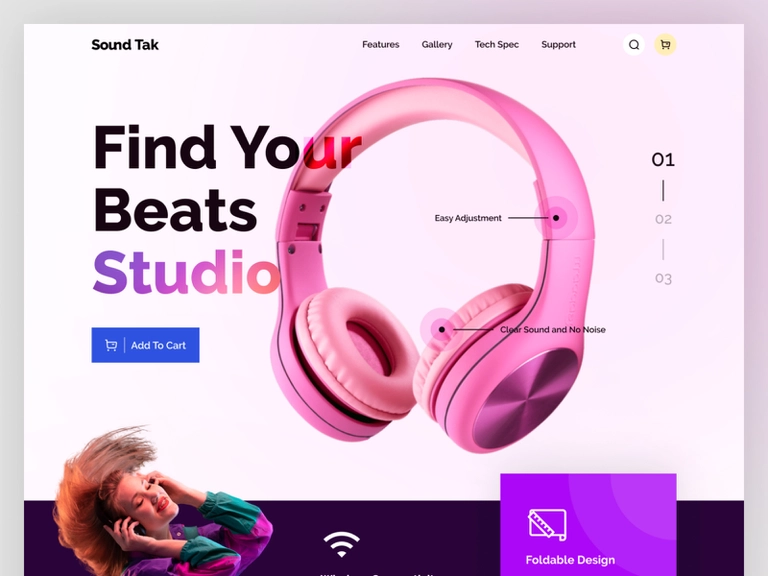 Sound Tak
Features
Gallery
Tech Spec
Support
Find Your
Beats
Studio
01
02
03
Easy Adjustment
Clear Sound and No Noise
Add To Cart
Foldable Design